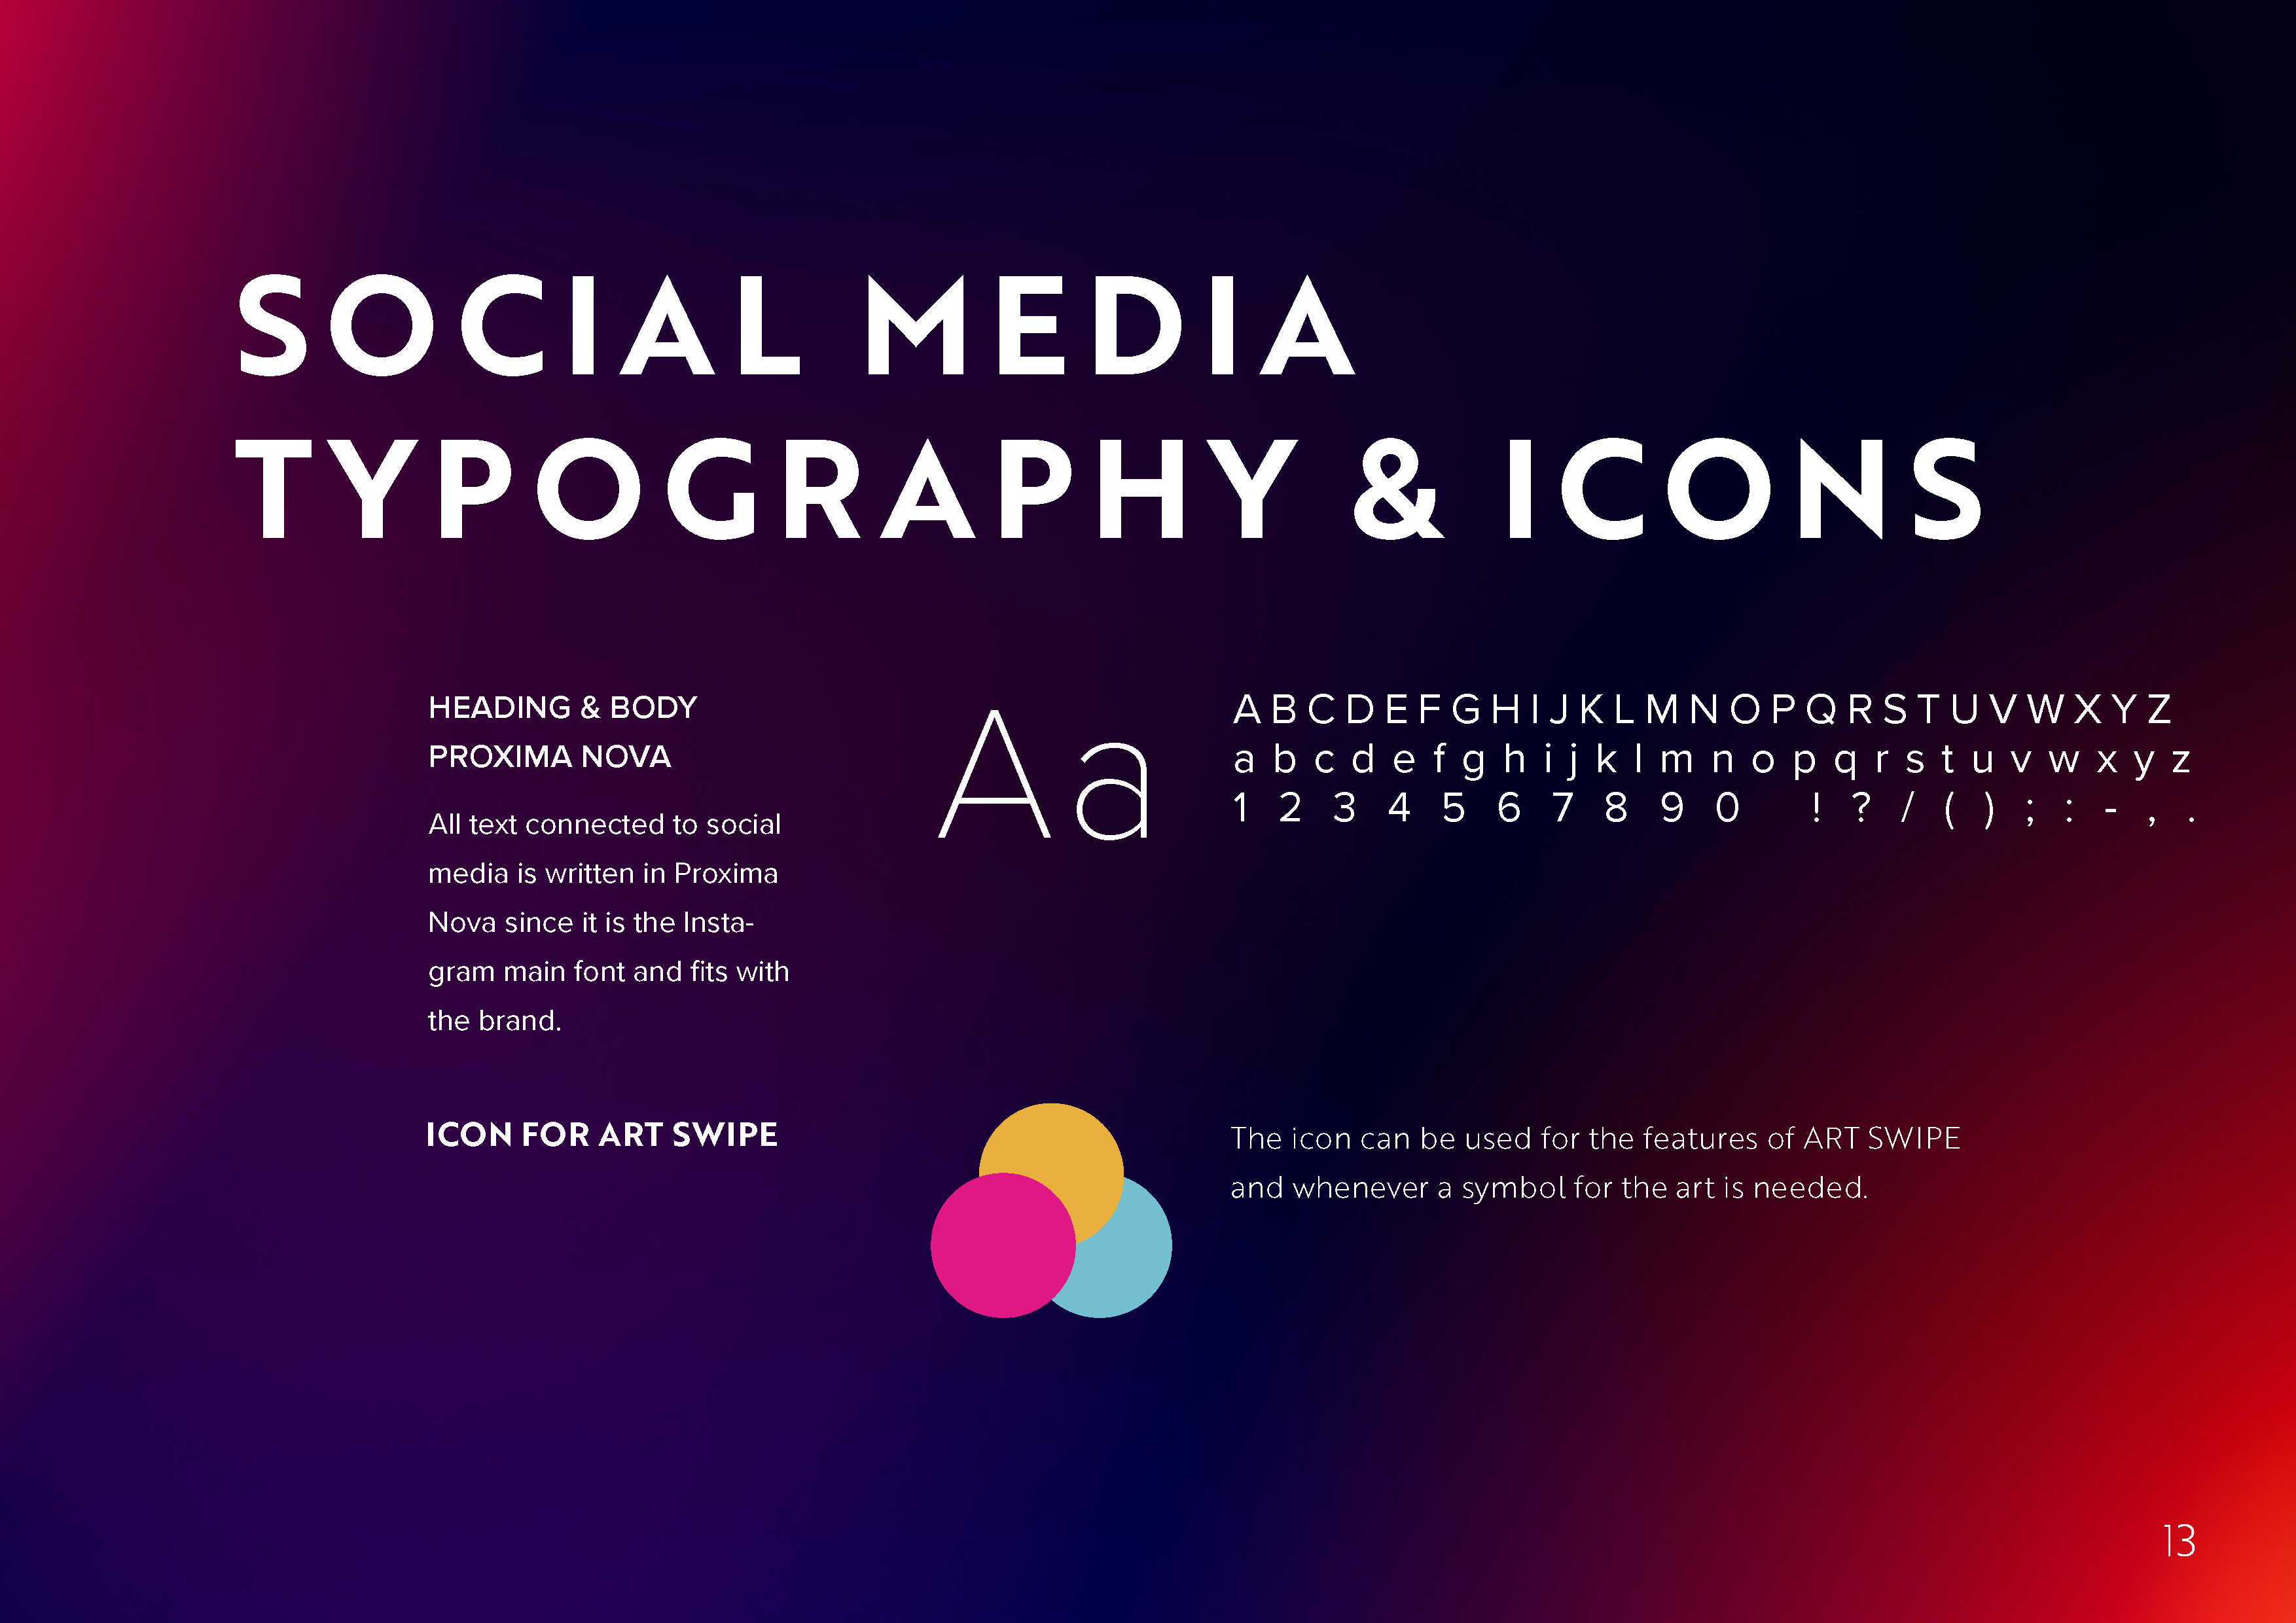 SOCIAL MEDIA
TYPOGRAPHY & ICONS
HEADING & BODY
PROXIMA NOVA
All text connected to social
media is written in Proxima
Nova since it is the Insta-
gram main font and fits with
the brand.
Aa
A B C D E F G H I J K L M N O P Q R S T U V W X Y Z
a b c d e f g h i j k l m n o p q r s t u v w x y z
1 2 3 4 5 6 7 8 9 0 ! ? / ( ) ; : - , .
ICON FOR ART SWIPE
The icon can be used for the features of ART SWIPE
and whenever a symbol for the art is needed.
13